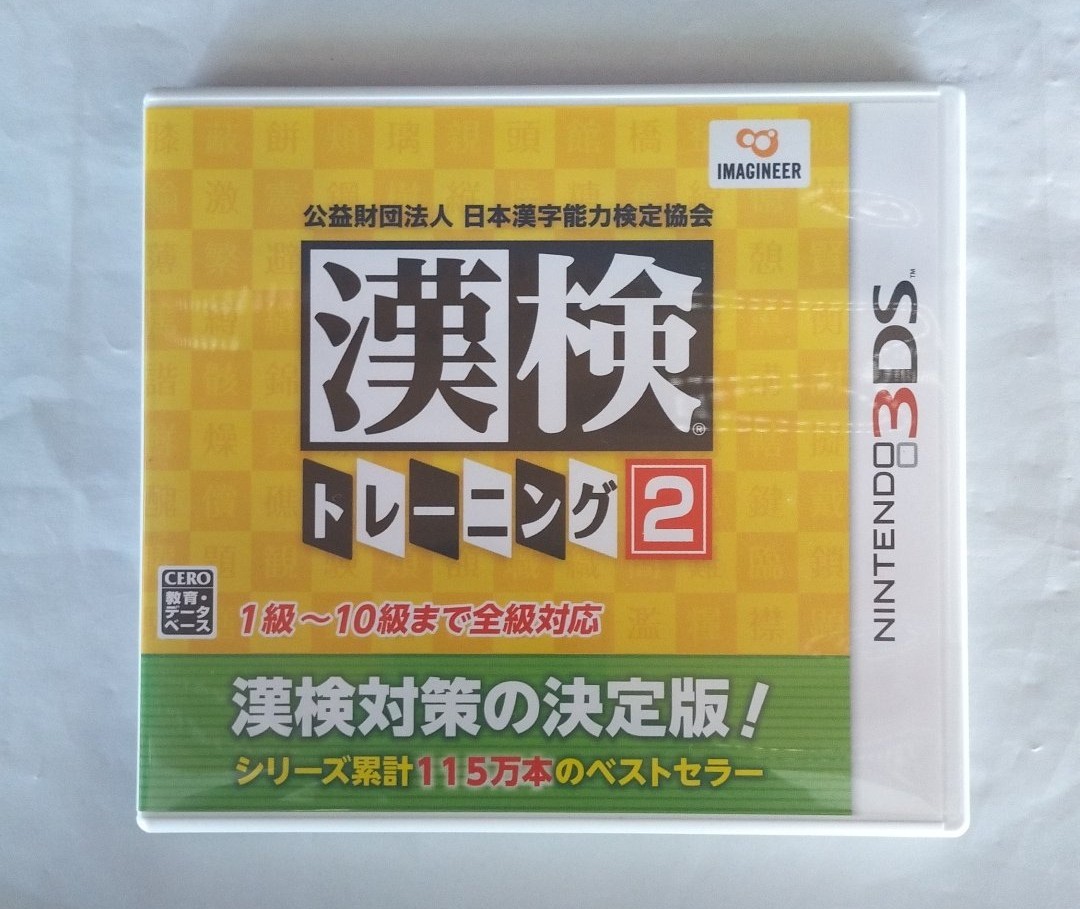 IMAGINEER
公益財団法人 日本漢字能力検定協会
漢検®
トレーニング2
CERO
教育・
データ
ベース
1級～10級まで全級対応
漢検対策の決定版！
シリーズ累計115万本のベストセラー
NINTENDO3DS™